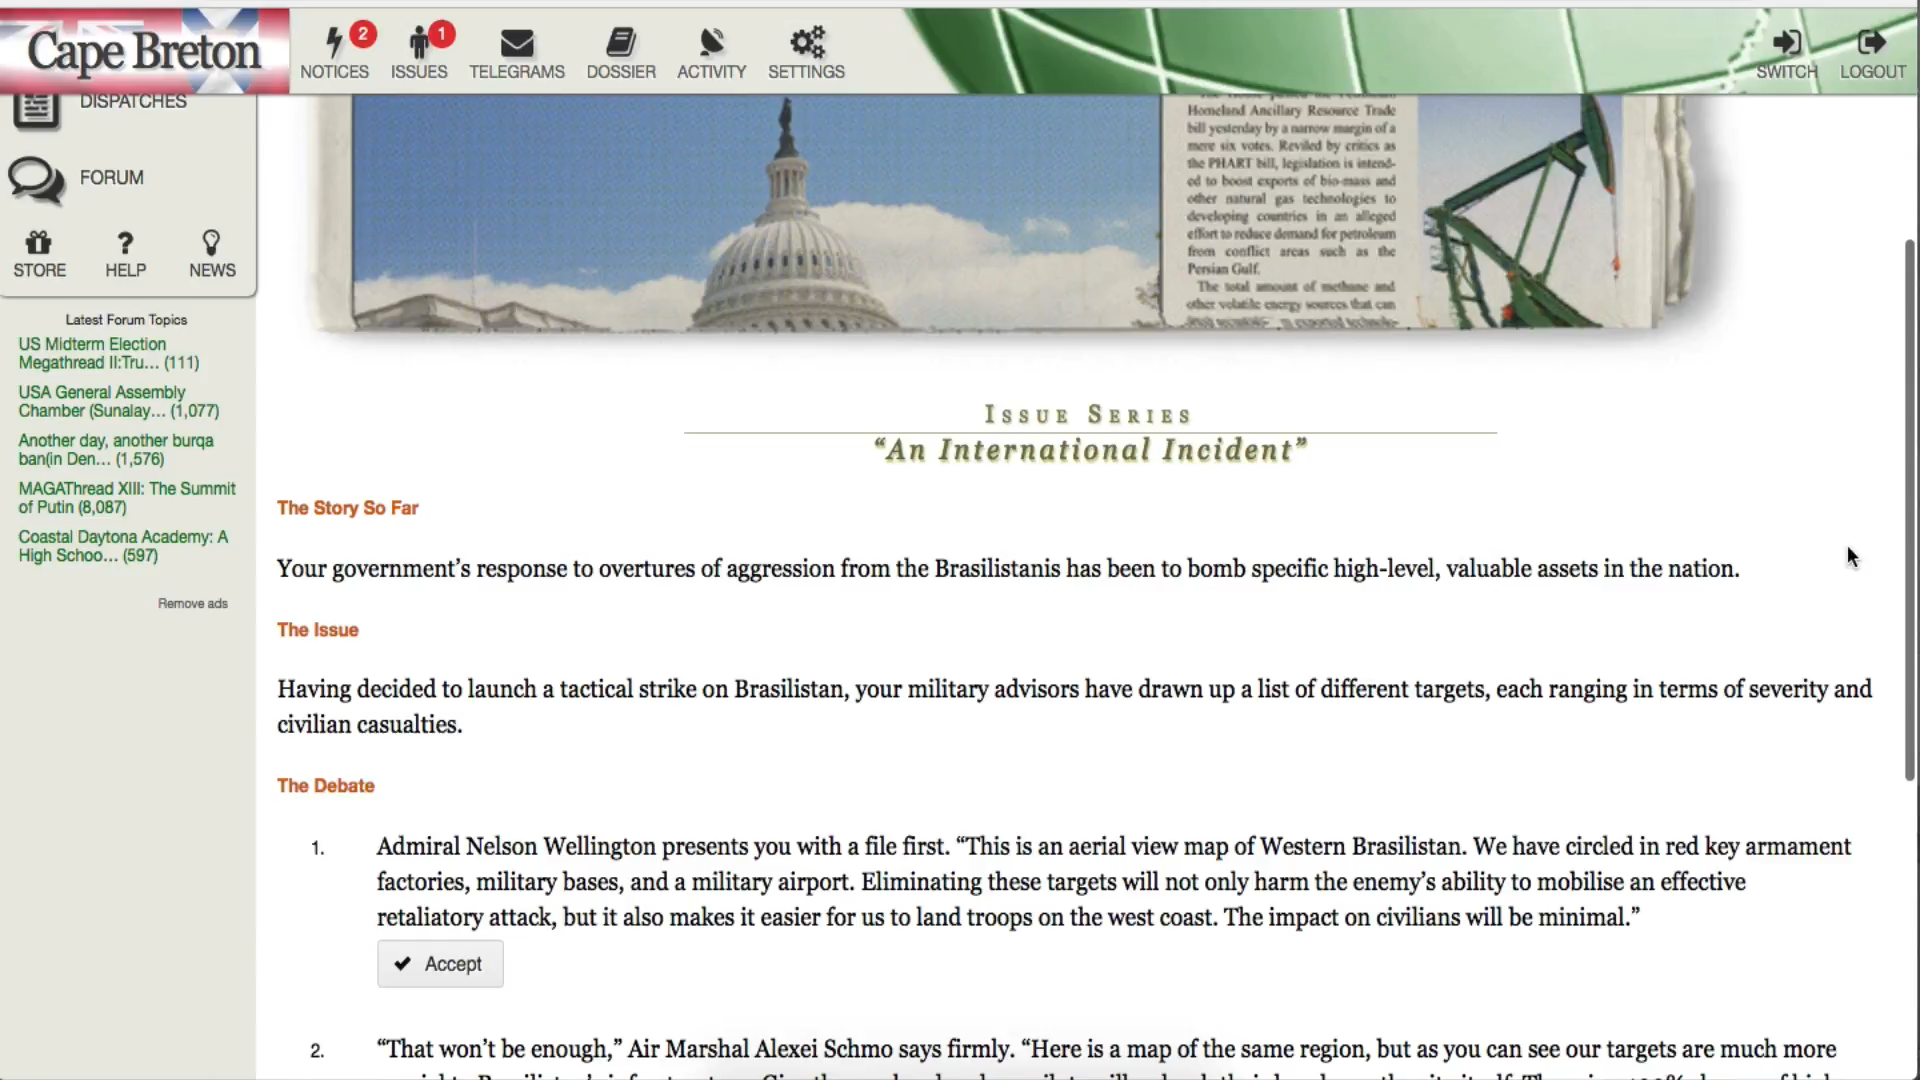 Cape Breton
2
NOTICES
1
ISSUES
TELEGRAMS
DOSSIER
ACTIVITY
SETTINGS
SWITCH
LOGOUT
DISPATCHES
FORUM
STORE
HELP
NEWS
Latest Forum Topics
US Midterm Election
Megathread II:Tru... (111)
USA General Assembly
Chamber (Sunalay... (1,077)
Another day, another burqa
ban(in Den... (1,576)
MAGAThread XIII: The Summit
of Putin (8,087)
Coastal Daytona Academy: A
High Schoo... (597)
Remove ads
Homeland Ancillary Resource Trade
bill yesterday by a narrow margin of a
mere six votes. Reviled by critics as
the PHART bill, legislation is intend-
ed to boost exports of bio-mass and
other natural gas technologies to
developing countries in an alleged
effort to reduce demand for petroleum
from conflict areas such as the
Persian Gulf.
The total amount of methane and
other volatile energy sources that can
Issue Series
“An International Incident”
The Story So Far
Your government’s response to overtures of aggression from the Brasilistanis has been to bomb specific high-level, valuable assets in the nation.
The Issue
Having decided to launch a tactical strike on Brasilistan, your military advisors have drawn up a list of different targets, each ranging in terms of severity and
civilian casualties.
The Debate
1. Admiral Nelson Wellington presents you with a file first. “This is an aerial view map of Western Brasilistan. We have circled in red key armament
factories, military bases, and a military airport. Eliminating these targets will not only harm the enemy’s ability to mobilise an effective
retaliatory attack, but it also makes it easier for us to land troops on the west coast. The impact on civilians will be minimal.”
Accept
2. “That won’t be enough,” Air Marshal Alexei Schmo says firmly. “Here is a map of the same region, but as you can see our targets are much more